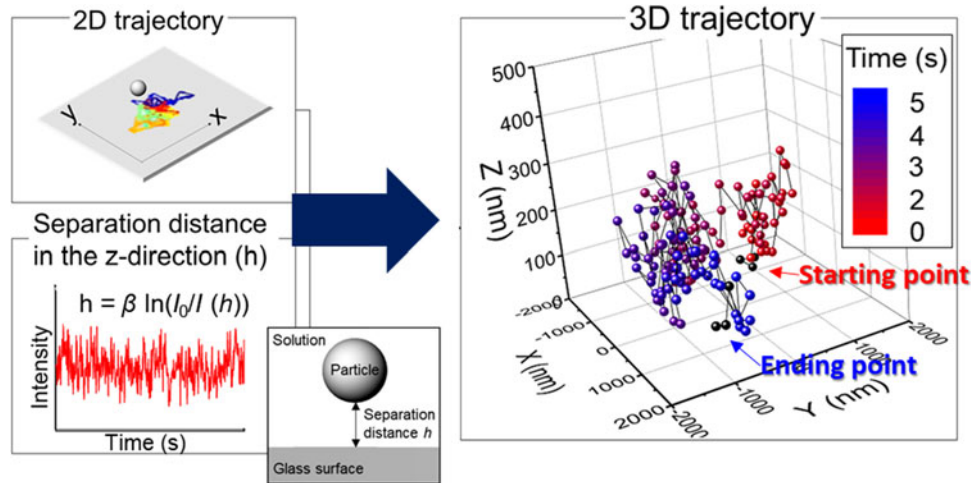 2D trajectory
y
x
Separation distance
in the z-direction (h)
h = β ln(I₀/I (h))
Intensity
Time (s)
Solution
Particle
Separation
distance h
Glass surface
3D trajectory
Time (s)
5
4
3
2
0
Z (nm)
500
400
300
200
100
0
-2000
-1000
0
1000
2000
X (nm)
-2000
-1000
1000
2000
Y (nm)
Starting point
Ending point